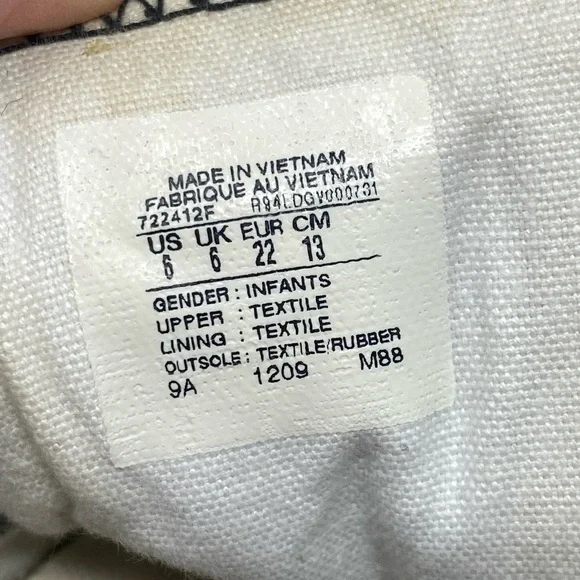 MADE IN VIETNAM
FABRIQUE AU VIETNAM
722412F R94LDGV000731
US UK EUR CM
6 6 22 13
GENDER : INFANTS
UPPER : TEXTILE
LINING : TEXTILE
OUTSOLE : TEXTILE/RUBBER
9A 1209 M88